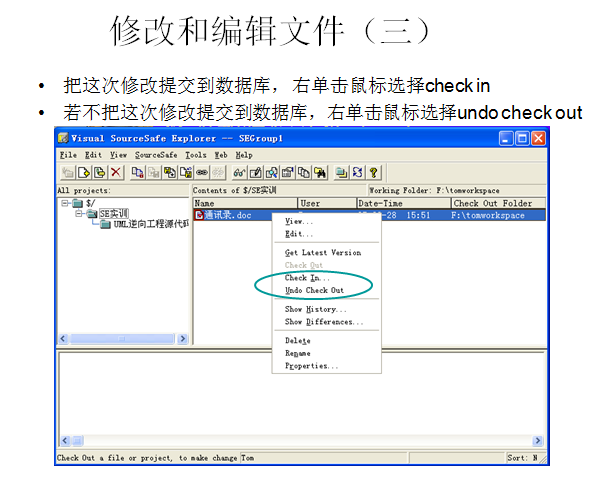 修改和编辑文件（三）
• 把这次修改提交到数据库，右单击鼠标选择check in
• 若不把这次修改提交到数据库，右单击鼠标选择undo check out
Visual SourceSafe Explorer -- SEGroup1
File Edit View SourceSafe Tools Web Help
All projects: Contents of $/SE实训 Working Folder: F:\tomworkspace
Name User Date-Time Check Out Folder
$/
SE实训
UML逆向工程源代码
通讯录.doc -28 15:51 F:\tomworkspace
View...
Edit...
Get Latest Version
Check Out
Check In...
Undo Check Out
Show History...
Show Differences...
Delete
Rename
Properties...
Check Out a file or project, to make change Tom Sort: N